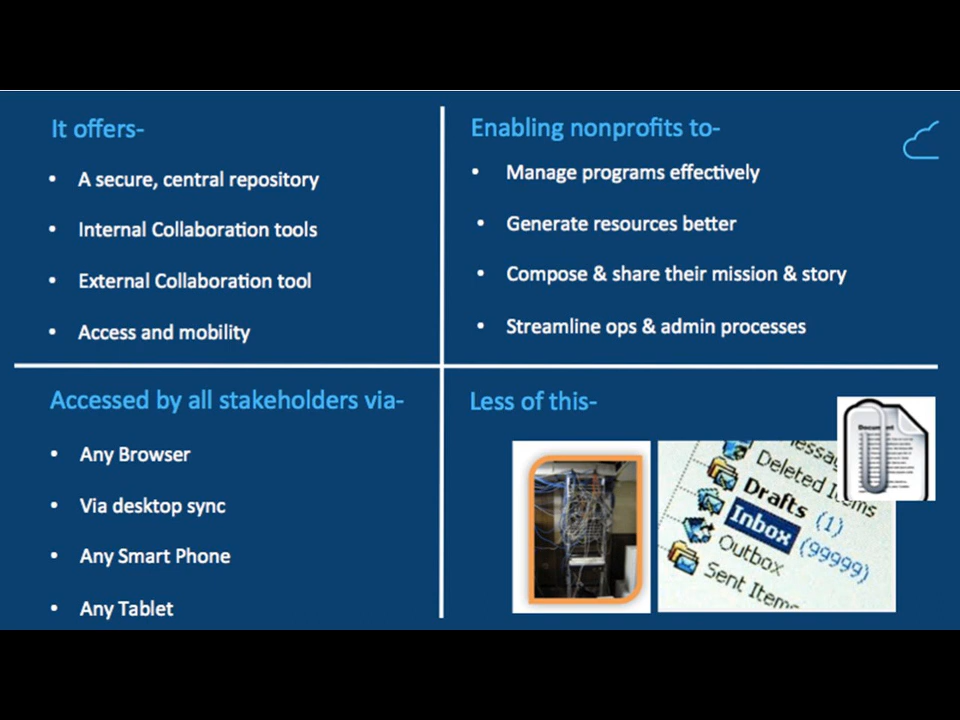 It offers-
• A secure, central repository
• Internal Collaboration tools
• External Collaboration tool
• Access and mobility
Enabling nonprofits to-
• Manage programs effectively
• Generate resources better
• Compose & share their mission & story
• Streamline ops & admin processes
Accessed by all stakeholders via-
• Any Browser
• Via desktop sync
• Any Smart Phone
• Any Tablet
Less of this-
Document
Deleted Items
Drafts (1)
Inbox (99999)
Outbox
Sent Items